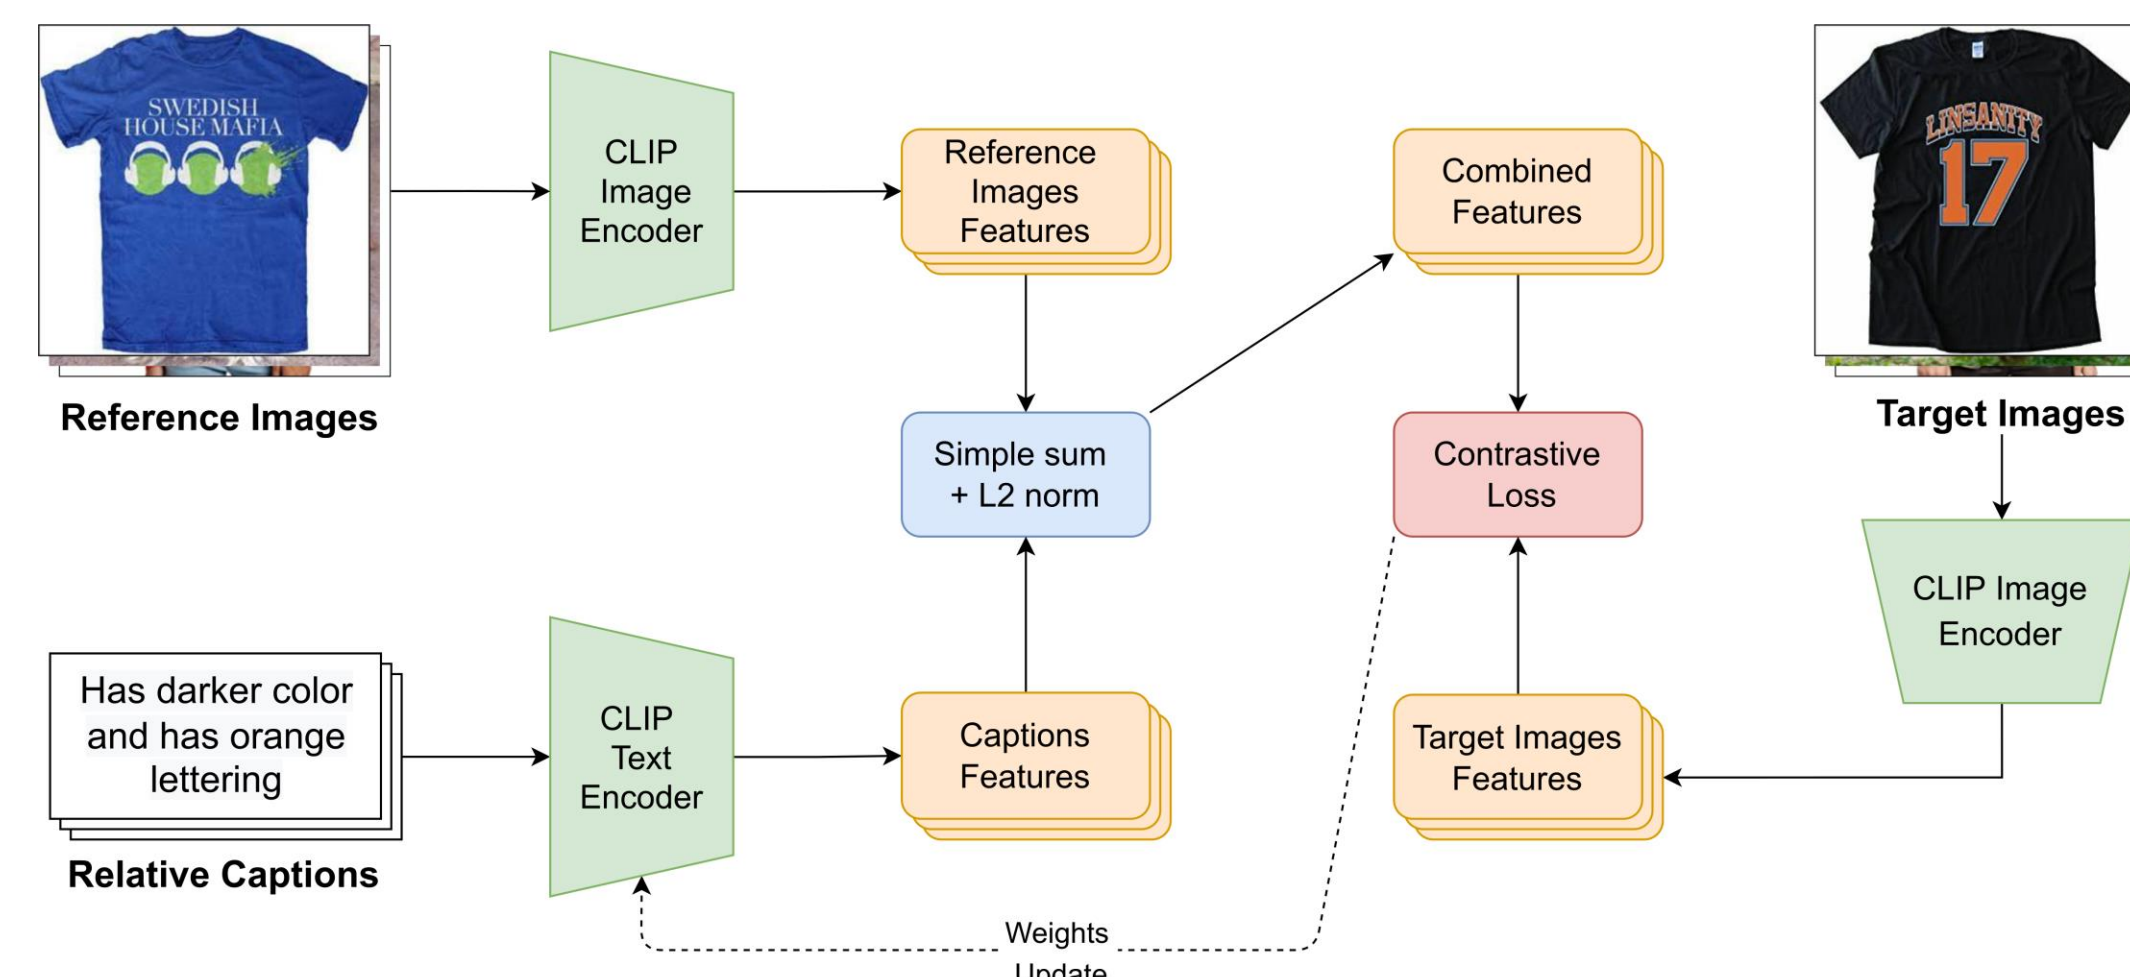 SWEDISH
HOUSE MAFIA
Reference Images
CLIP
Image
Encoder
Reference
Images
Features
Combined
Features
LINSANITY
17
Target Images
Simple sum
+ L2 norm
Contrastive
Loss
CLIP Image
Encoder
Has darker color
and has orange
lettering
Relative Captions
CLIP
Text
Encoder
Captions
Features
Target Images
Features
Weights
Update